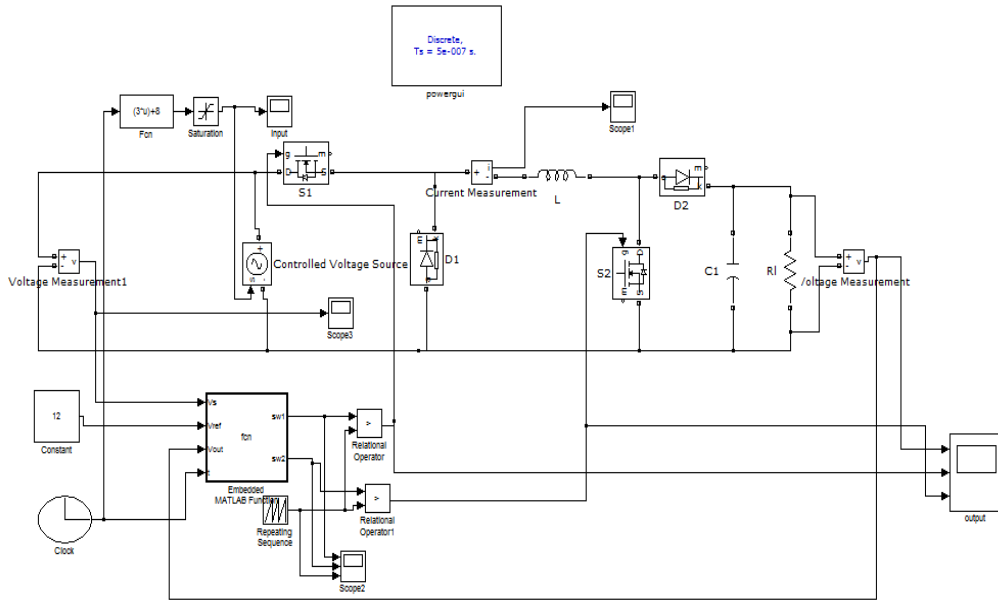 Discrete,
Ts = 5e-007 s.
powergui
(3*u)+8
Fcn
Saturation
Input
Scope1
g
m
D
S
S1
+
i
-
Current Measurement
L
m
a
k
D2
+
-
v
Voltage Measurement1
+
s
-
Controlled Voltage Source
m
k
a
D1
g
D
m
S
S2
C1
Rl
+
-
v
/oltage Measurement
Scope3
12
Constant
Vs
Vref
Vout
t
fcn
sw1
sw2
Embedded
MATLAB Function
>
Relational
Operator
>
Relational
Operator1
Repeating
Sequence
Clock
Scope2
output